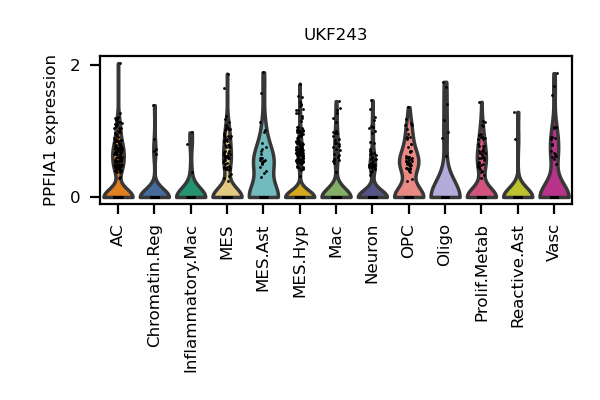 UKF243
PPFIA1 expression
2
0
AC
Chromatin.Reg
Inflammatory.Mac
MES
MES.Ast
MES.Hyp
Mac
Neuron
OPC
Oligo
Prolif.Metab
Reactive.Ast
Vasc